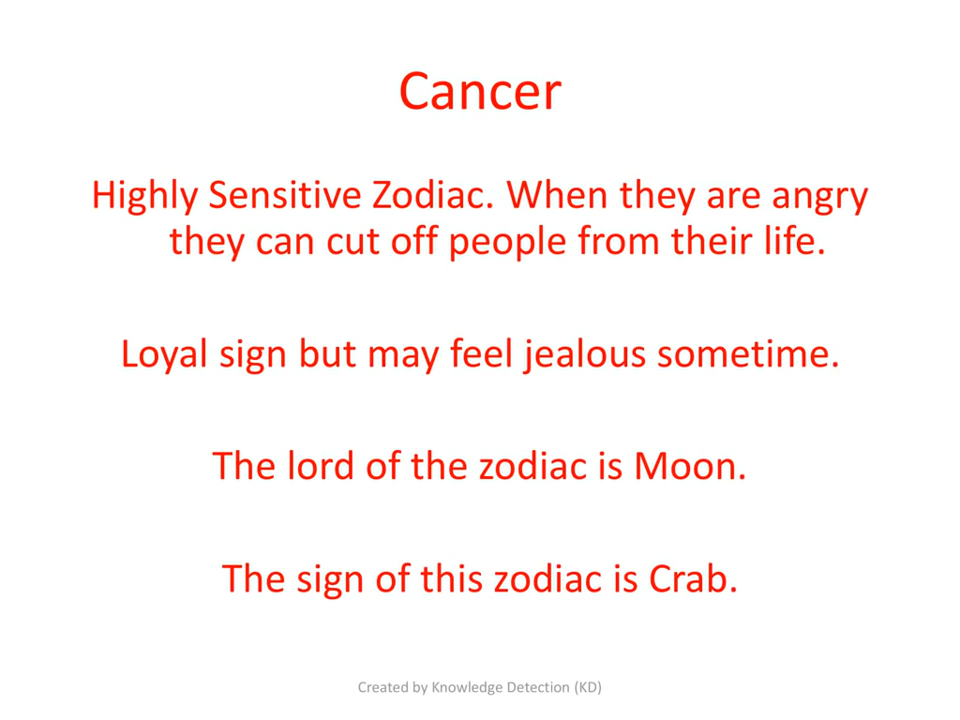 Cancer
Highly Sensitive Zodiac. When they are angry
they can cut off people from their life.
Loyal sign but may feel jealous sometime.
The lord of the zodiac is Moon.
The sign of this zodiac is Crab.
Created by Knowledge Detection (KD)